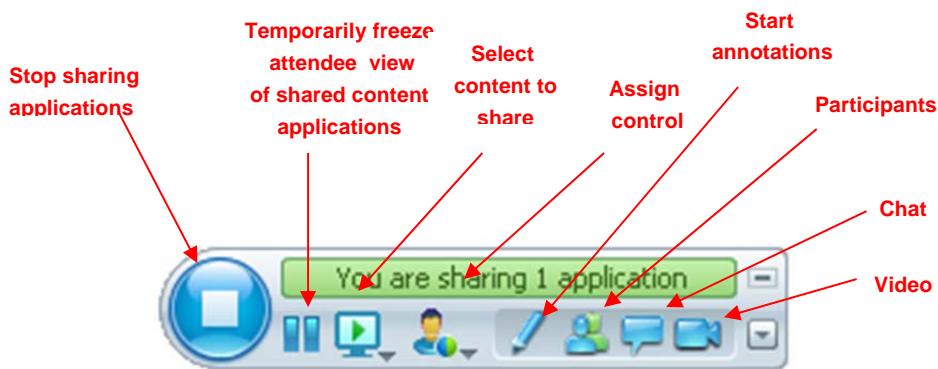 Stop sharing
applications
Temporarily freeze
attendee view
of shared content
applications
Select
content to
share
Assign
control
Start
annotations
Participants
Chat
Video
You are sharing 1 application